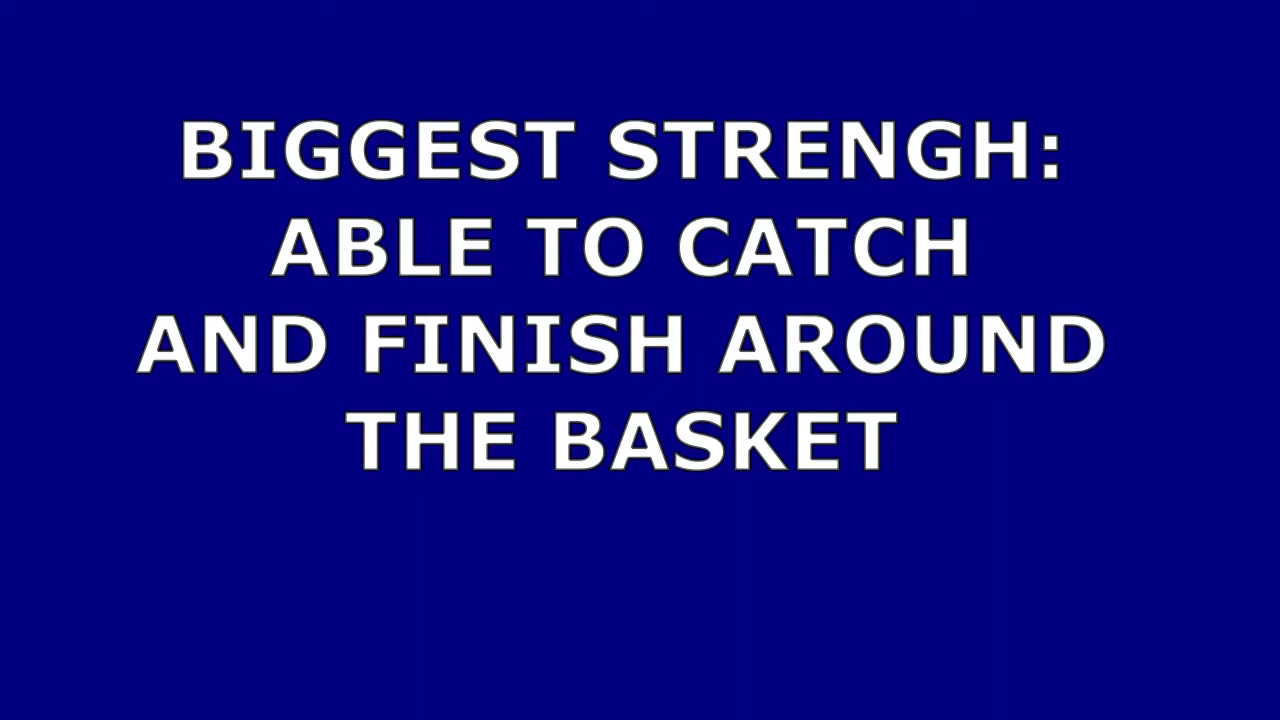 BIGGEST STRENGH:
ABLE TO CATCH
AND FINISH AROUND
THE BASKET